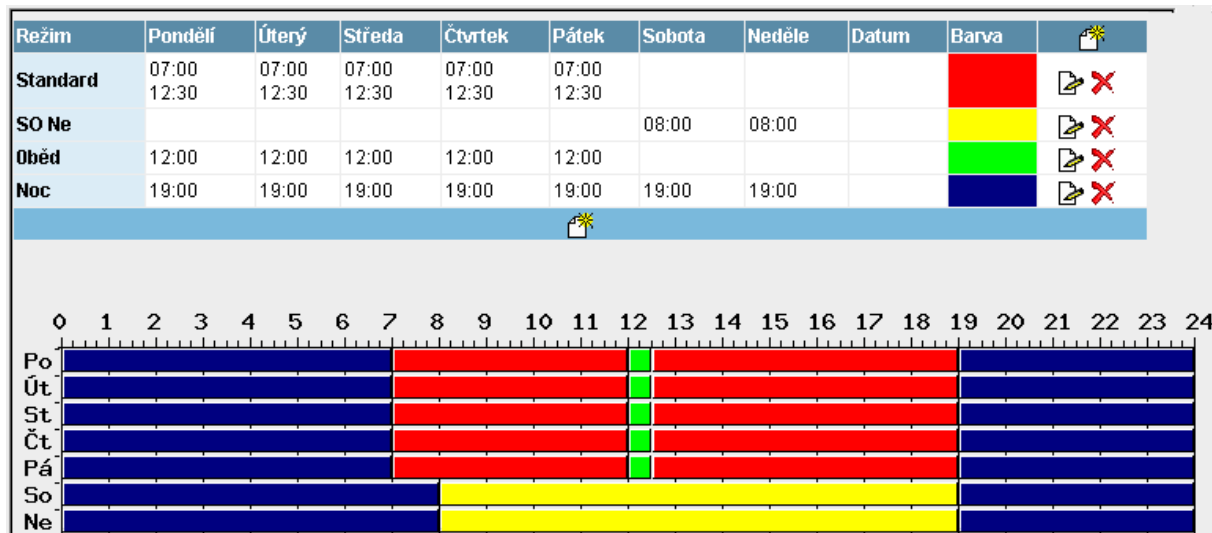 Režim Pondělí Úterý Středa Čtvrtek Pátek Sobota Neděle Datum Barva
Standard 07:00 07:00 07:00 07:00 07:00
12:30 12:30 12:30 12:30 12:30
SO Ne 08:00 08:00
Oběd 12:00 12:00 12:00 12:00 12:00
Noc 19:00 19:00 19:00 19:00 19:00 19:00 19:00
0 1 2 3 4 5 6 7 8 9 10 11 12 13 14 15 16 17 18 19 20 21 22 23 24
Po
Út
St
Čt
Pá
So
Ne